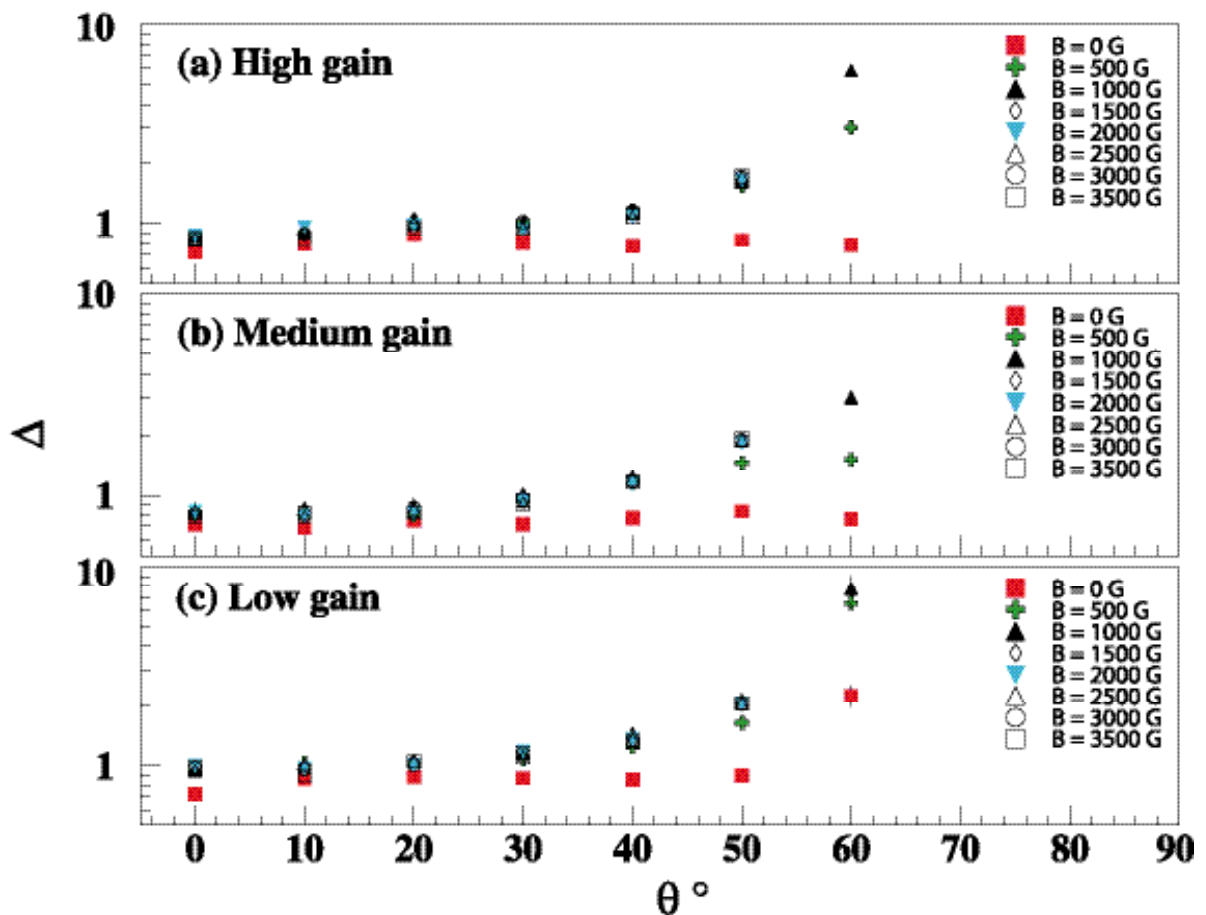 10
(a) High gain
B = 0 G
B = 500 G
B = 1000 G
B = 1500 G
B = 2000 G
B = 2500 G
B = 3000 G
B = 3500 G
1
10
(b) Medium gain
B = 0 G
B = 500 G
B = 1000 G
B = 1500 G
B = 2000 G
B = 2500 G
B = 3000 G
B = 3500 G
Δ
1
10
(c) Low gain
B = 0 G
B = 500 G
B = 1000 G
B = 1500 G
B = 2000 G
B = 2500 G
B = 3000 G
B = 3500 G
1
0 10 20 30 40 50 60 70 80 90
θ °